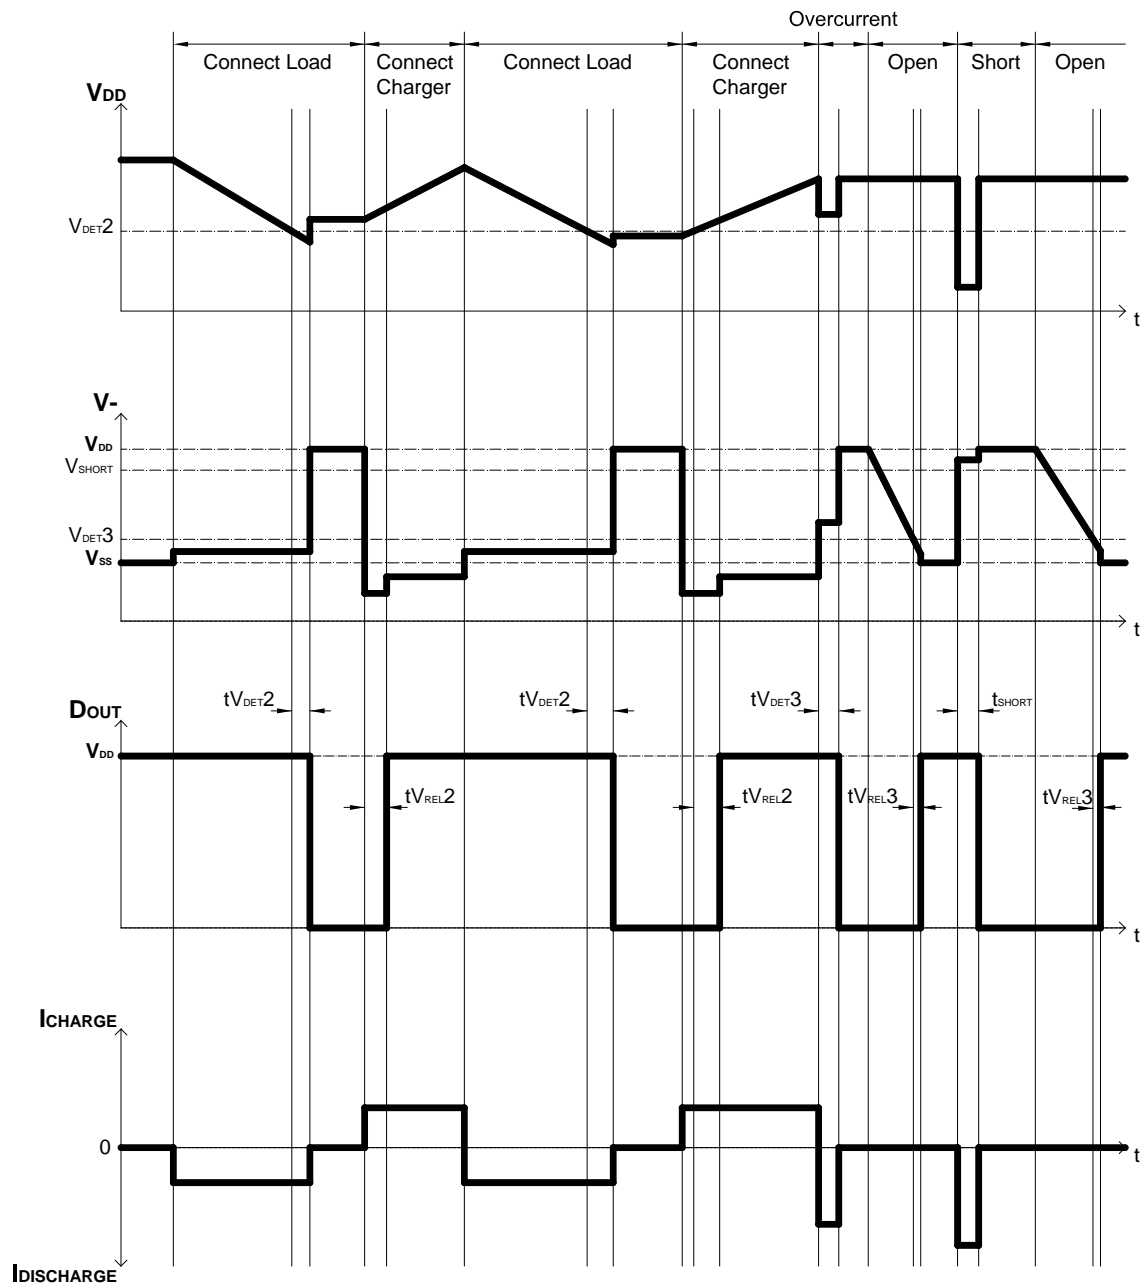 Overcurrent
Connect Load
Connect
Charger
Connect Load
Connect
Charger
Open
Short
Open
VDD
VDET2
t
V-
VDD
VSHORT
VDET3
VSS
t
tVDET2
tVDET2
tVDET3
tSHORT
DOUT
VDD
tVREL2
tVREL2
tVREL3
tVREL3
t
ICHARGE
0
t
IDISCHARGE